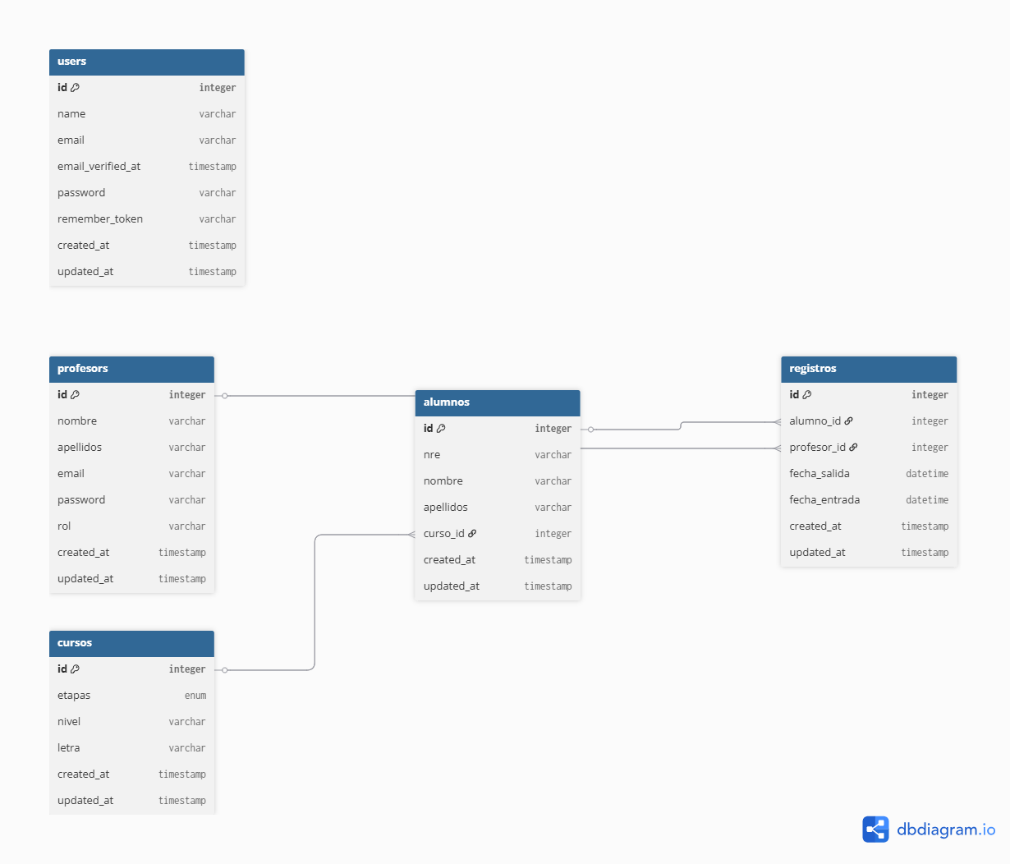 users
id integer
name varchar
email varchar
email_verified_at timestamp
password varchar
remember_token varchar
created_at timestamp
updated_at timestamp
profesors
id integer
nombre varchar
apellidos varchar
email varchar
password varchar
rol varchar
created_at timestamp
updated_at timestamp
alumnos
id integer
nre varchar
nombre varchar
apellidos varchar
curso_id integer
created_at timestamp
updated_at timestamp
registros
id integer
alumno_id integer
profesor_id integer
fecha_salida datetime
fecha_entrada datetime
created_at timestamp
updated_at timestamp
cursos
id integer
etapas enum
nivel varchar
letra varchar
created_at timestamp
updated_at timestamp
dbdiagram.io